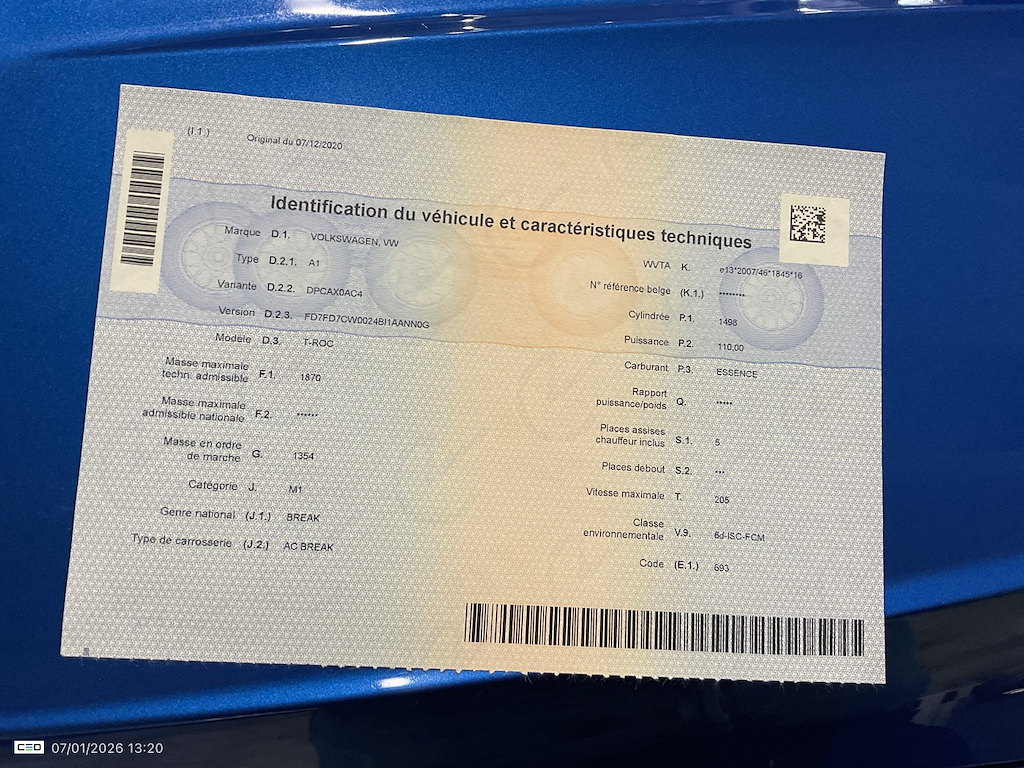 (I.1.) Original du 07/12/2020
Identification du véhicule et caractéristiques techniques
Marque D.1. VOLKSWAGEN, VW
Type D.2.1. A1
Variante D.2.2. DPCAX0AC4
Version D.2.3. FD7FD7CW0024BI1AANN0G
Modèle D.3. T-ROC
Masse maximale
techn. admissible F.1. 1870
Masse maximale
admissible nationale F.2. ******
Masse en ordre
de marche G. 1354
Catégorie J. M1
Genre national (J.1.) BREAK
Type de carrosserie (J.2.) AC BREAK
WVTA K. e13*2007/46*1845*16
N° référence belge (K.1.) ********
Cylindrée P.1. 1498
Puissance P.2. 110,00
Carburant P.3. ESSENCE
Rapport
puissance/poids Q. *****
Places assises
chauffeur inclus S.1. 5
Places debout S.2. ***
Vitesse maximale T. 205
Classe
environnementale V.9. 6d-ISC-FCM
Code (E.1.) 693
CEO 07/01/2026 13:20